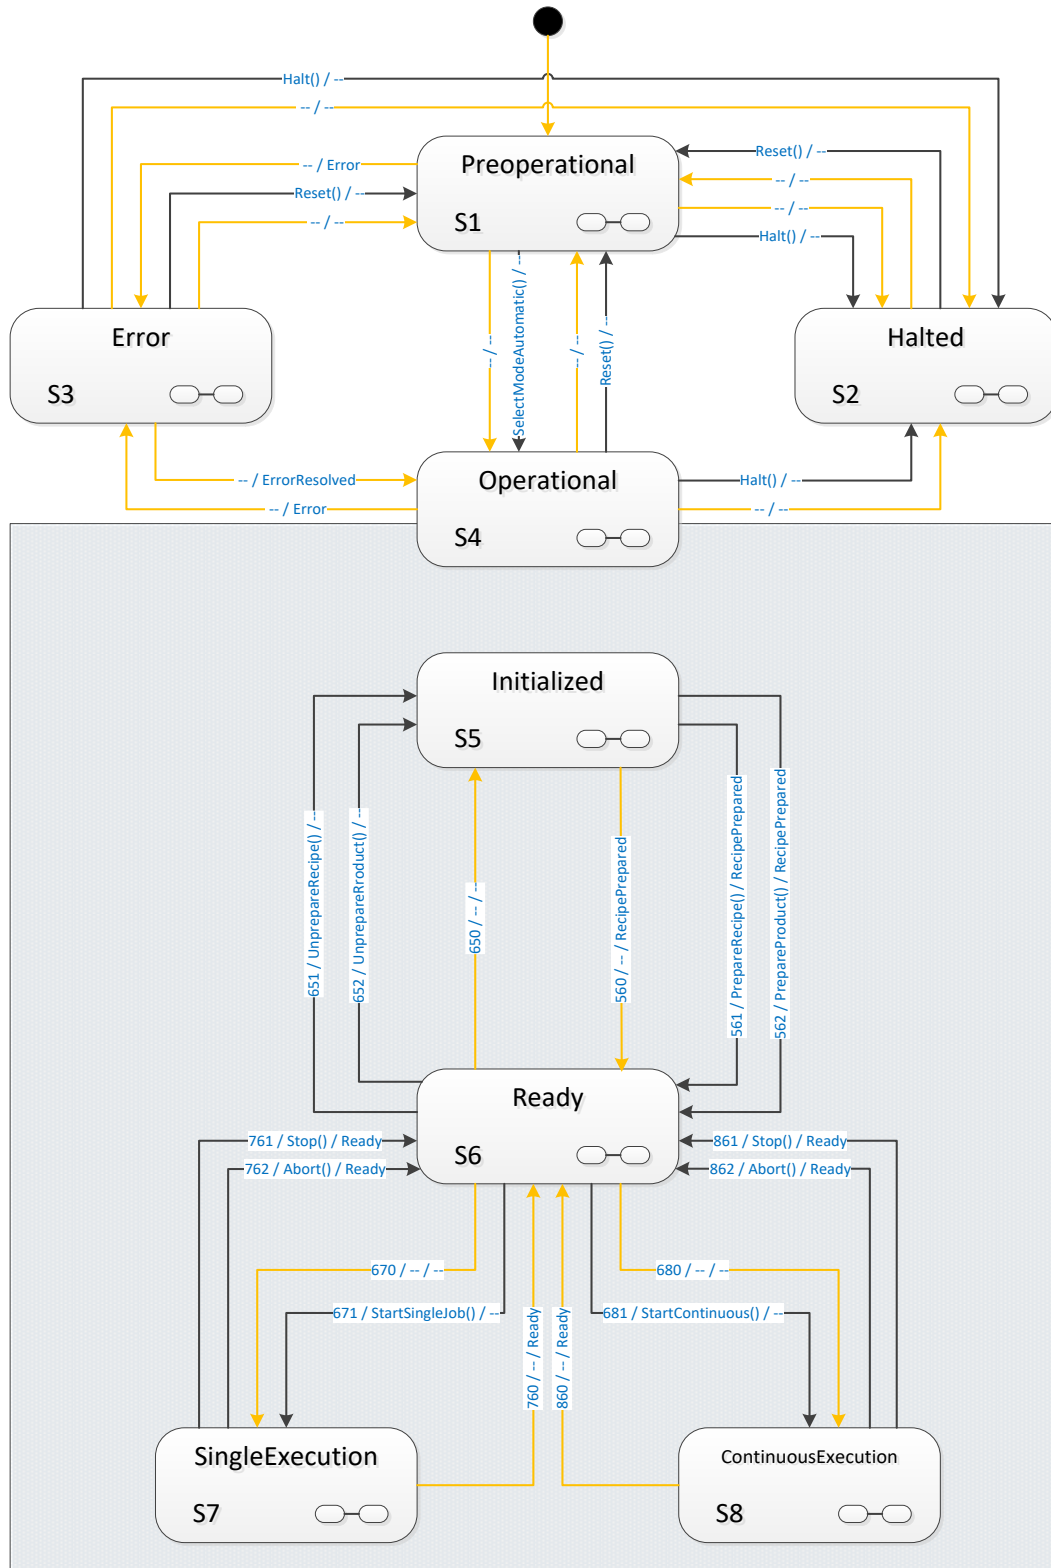 Halt() / --
-- / --
Preoperational
S1
-- / Error
Reset() / --
-- / --
Reset() / --
-- / --
-- / --
Halt() / --
Error
S3
Halted
S2
-- / --
SelectModeAutomatic() / --
-- / --
Reset() / --
Operational
S4
-- / ErrorResolved
-- / Error
Halt() / --
-- / --
Initialized
S5
651 / UnprepareRecipe() / --
652 / UnprepareRroduct() / --
650 / -- / --
560 / -- / RecipePrepared
561 / PrepareRecipe() / RecipePrepared
562 / PrepareProduct() / RecipePrepared
Ready
S6
761 / Stop() / Ready
762 / Abort() / Ready
861 / Stop() / Ready
862 / Abort() / Ready
670 / -- / --
680 / -- / --
671 / StartSingleJob() / --
681 / StartContinuous() / --
760 / -- / Ready
860 / -- / Ready
SingleExecution
S7
ContinuousExecution
S8